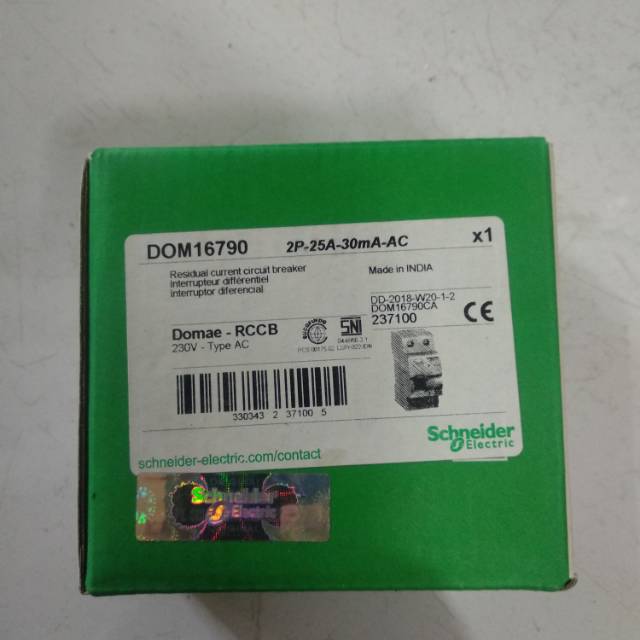 DOM16790 2P-25A-30mA-AC x1
Residual current circuit breaker
interrupteur différentiel
interruptor diferencial
Made in INDIA
DD-2018-W20-1-2
DOM16790CA
237100
CE
Domae - RCCB
230V - Type AC
SNI
330343 2 37100 5
Schneider
Electric
schneider-electric.com/contact
Schneider
Electric